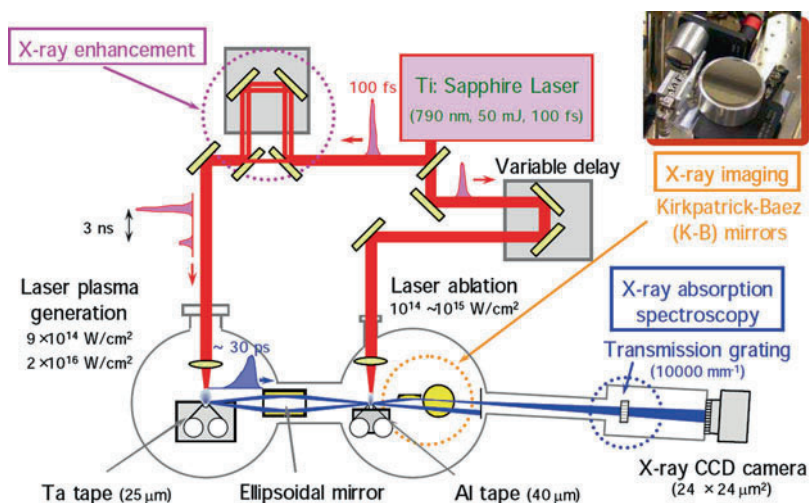 X-ray enhancement
100 fs
Ti: Sapphire Laser
(790 nm, 50 mJ, 100 fs)
Variable delay
X-ray imaging
Kirkpatrick-Baez
(K-B) mirrors
3 ns
Laser plasma
generation
9×10¹⁴ W/cm²
2×10¹⁶ W/cm²
Laser ablation
10¹⁴ ~10¹⁵ W/cm²
X-ray absorption
spectroscopy
Transmission grating
(10000 mm⁻¹)
~ 30 ps
Ta tape (25 μm)
Ellipsoidal mirror
Al tape (40 μm)
X-ray CCD camera
(24 ×24 μm²)